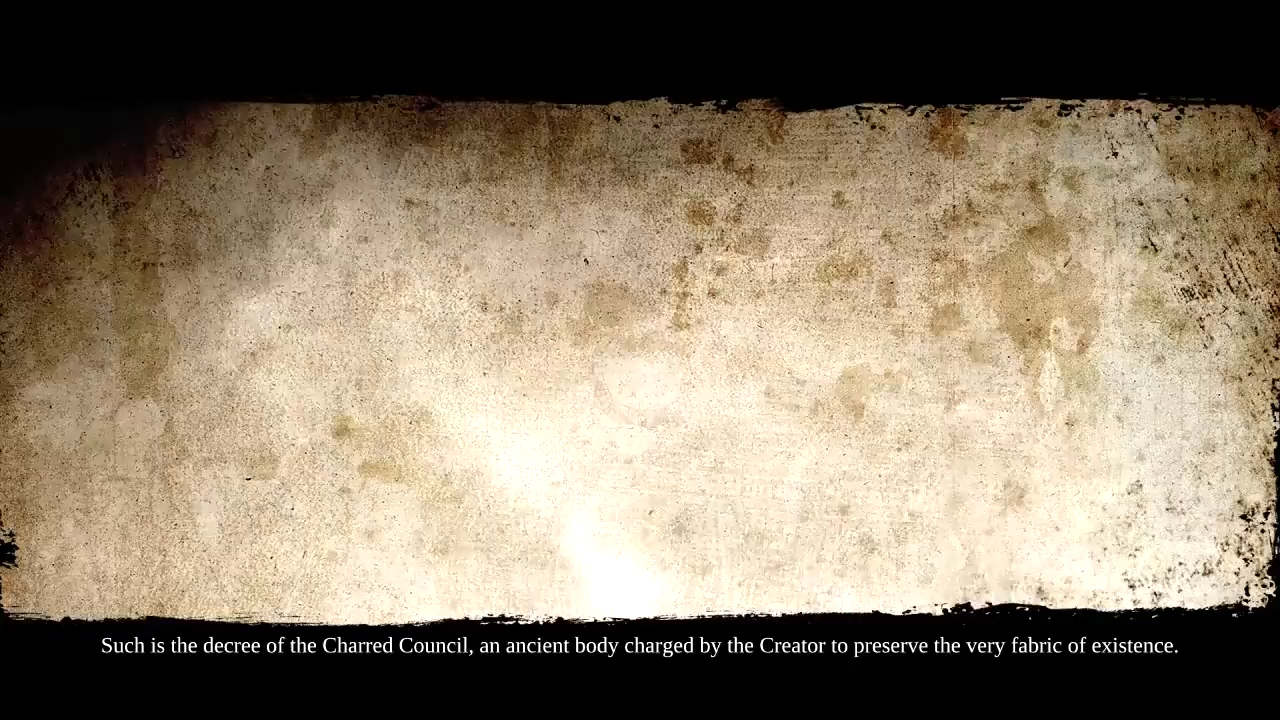 Such is the decree of the Charred Council, an ancient body charged by the Creator to preserve the very fabric of existence.